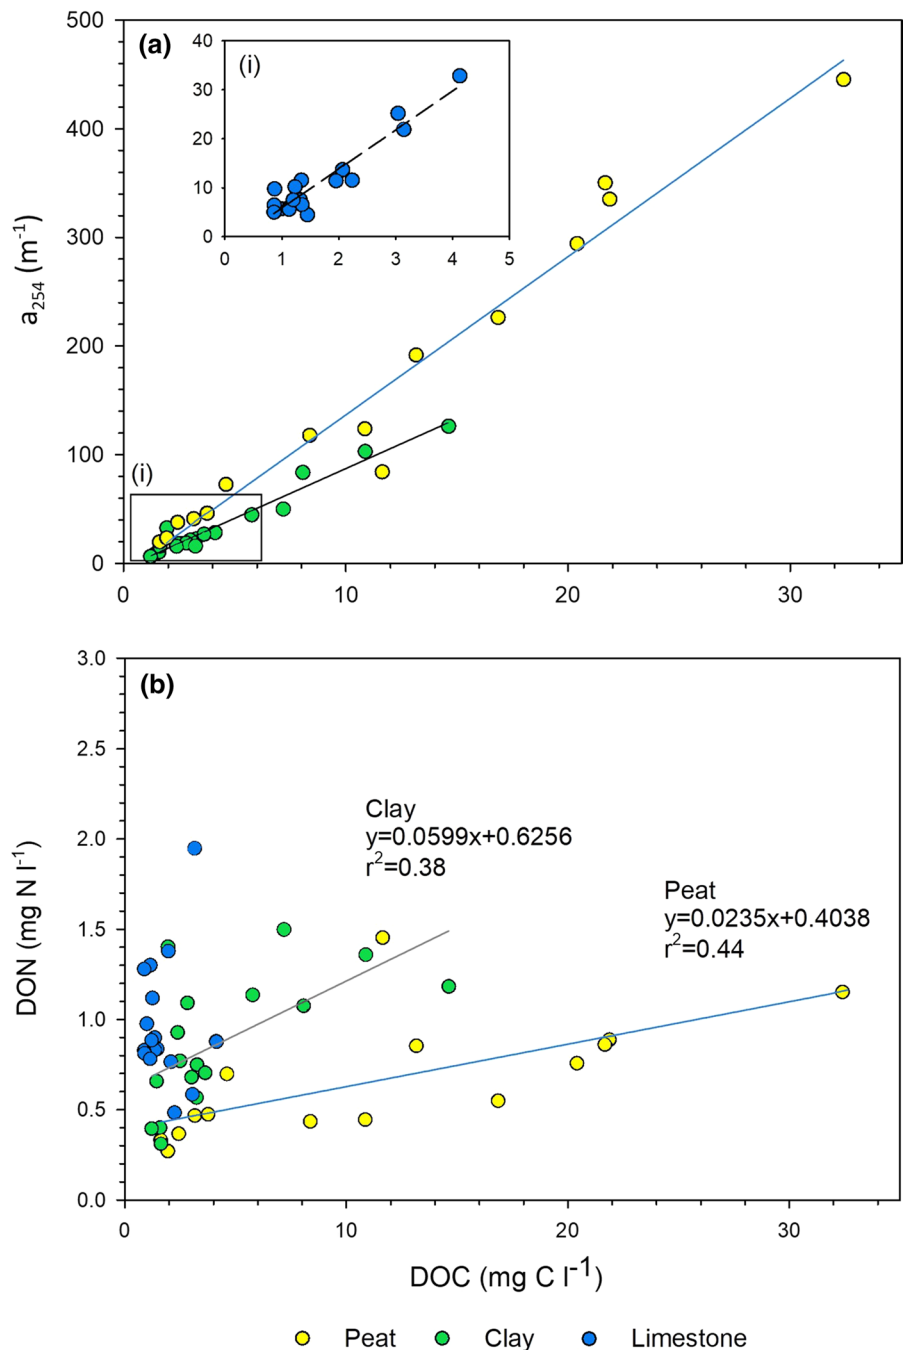 500
(a)
40
(i)
30
400
20
10
300
0
0 1 2 3 4 5
a254 (m-1)
200
100
(i)
0
0 10 20 30
3.0
(b)
2.5
Clay
y=0.0599x+0.6256
r2=0.38
2.0
Peat
y=0.0235x+0.4038
r2=0.44
1.5
DON (mg N l-1)
1.0
0.5
0.0
0 10 20 30
DOC (mg C l-1)
Peat Clay Limestone